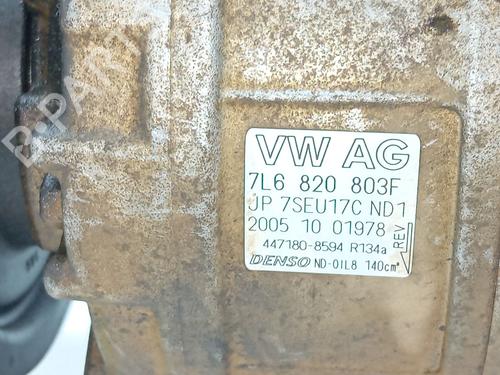 B-PARTS
VW AG
7L6 820 803F
JP 7SEU17C ND1
2005 10 01978
447180-8594 R134a
REV
DENSO ND-OIL8 140cm³